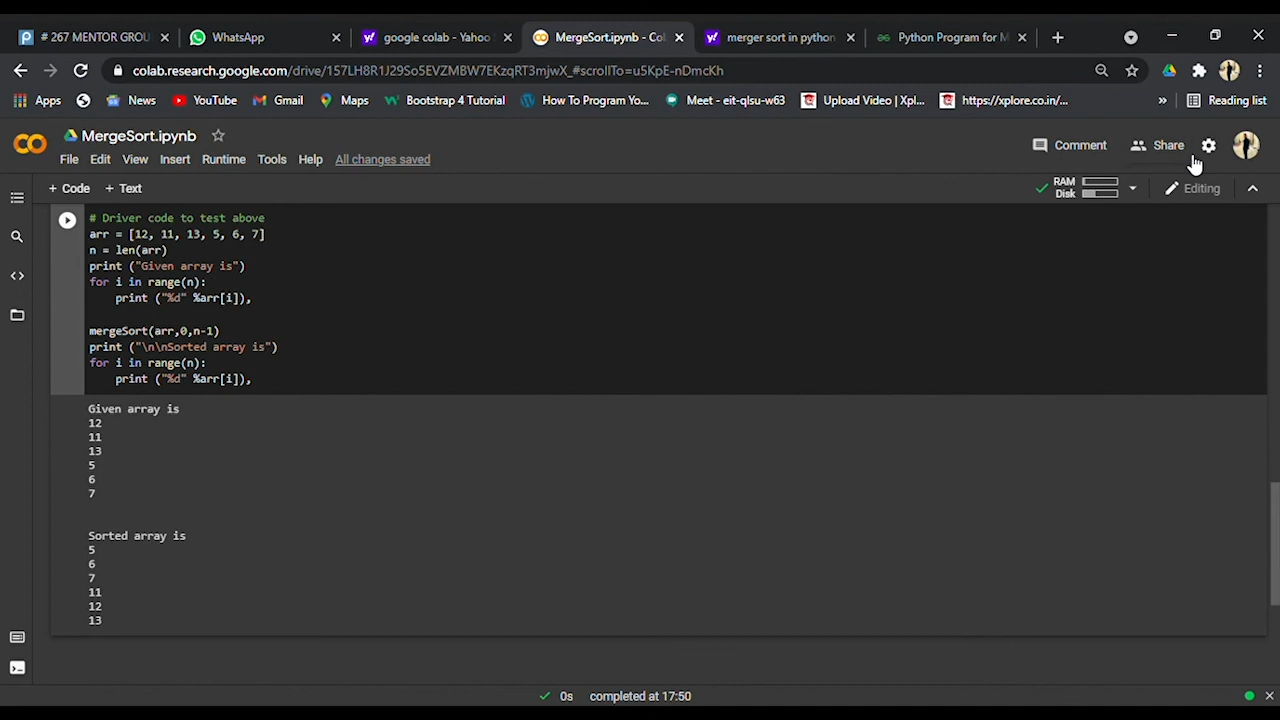 # 267 MENTOR GROU
WhatsApp
google colab - Yahoo
MergeSort.ipynb - Col
merger sort in python
Python Program for M
colab.research.google.com/drive/157LH8R1J29So5EVZMBW7EKzqRT3mjwX_#scrollTo=u5KpE-nDmcKh
Apps
News
YouTube
Gmail
Maps
Bootstrap 4 Tutorial
How To Program Yo...
Meet - eit-qlsu-w63
Upload Video | Xpl...
https://xplore.co.in/...
»
Reading list
MergeSort.ipynb
Comment
Share
File Edit View Insert Runtime Tools Help All changes saved
+ Code + Text
RAM
Disk
Editing
# Driver code to test above
arr = [12, 11, 13, 5, 6, 7]
n = len(arr)
print ("Given array is")
for i in range(n):
    print ("%d" %arr[i]),
mergeSort(arr,0,n-1)
print ("\n\nSorted array is")
for i in range(n):
    print ("%d" %arr[i]),
Given array is
12
11
13
5
6
7
Sorted array is
5
6
7
11
12
13
0s completed at 17:50